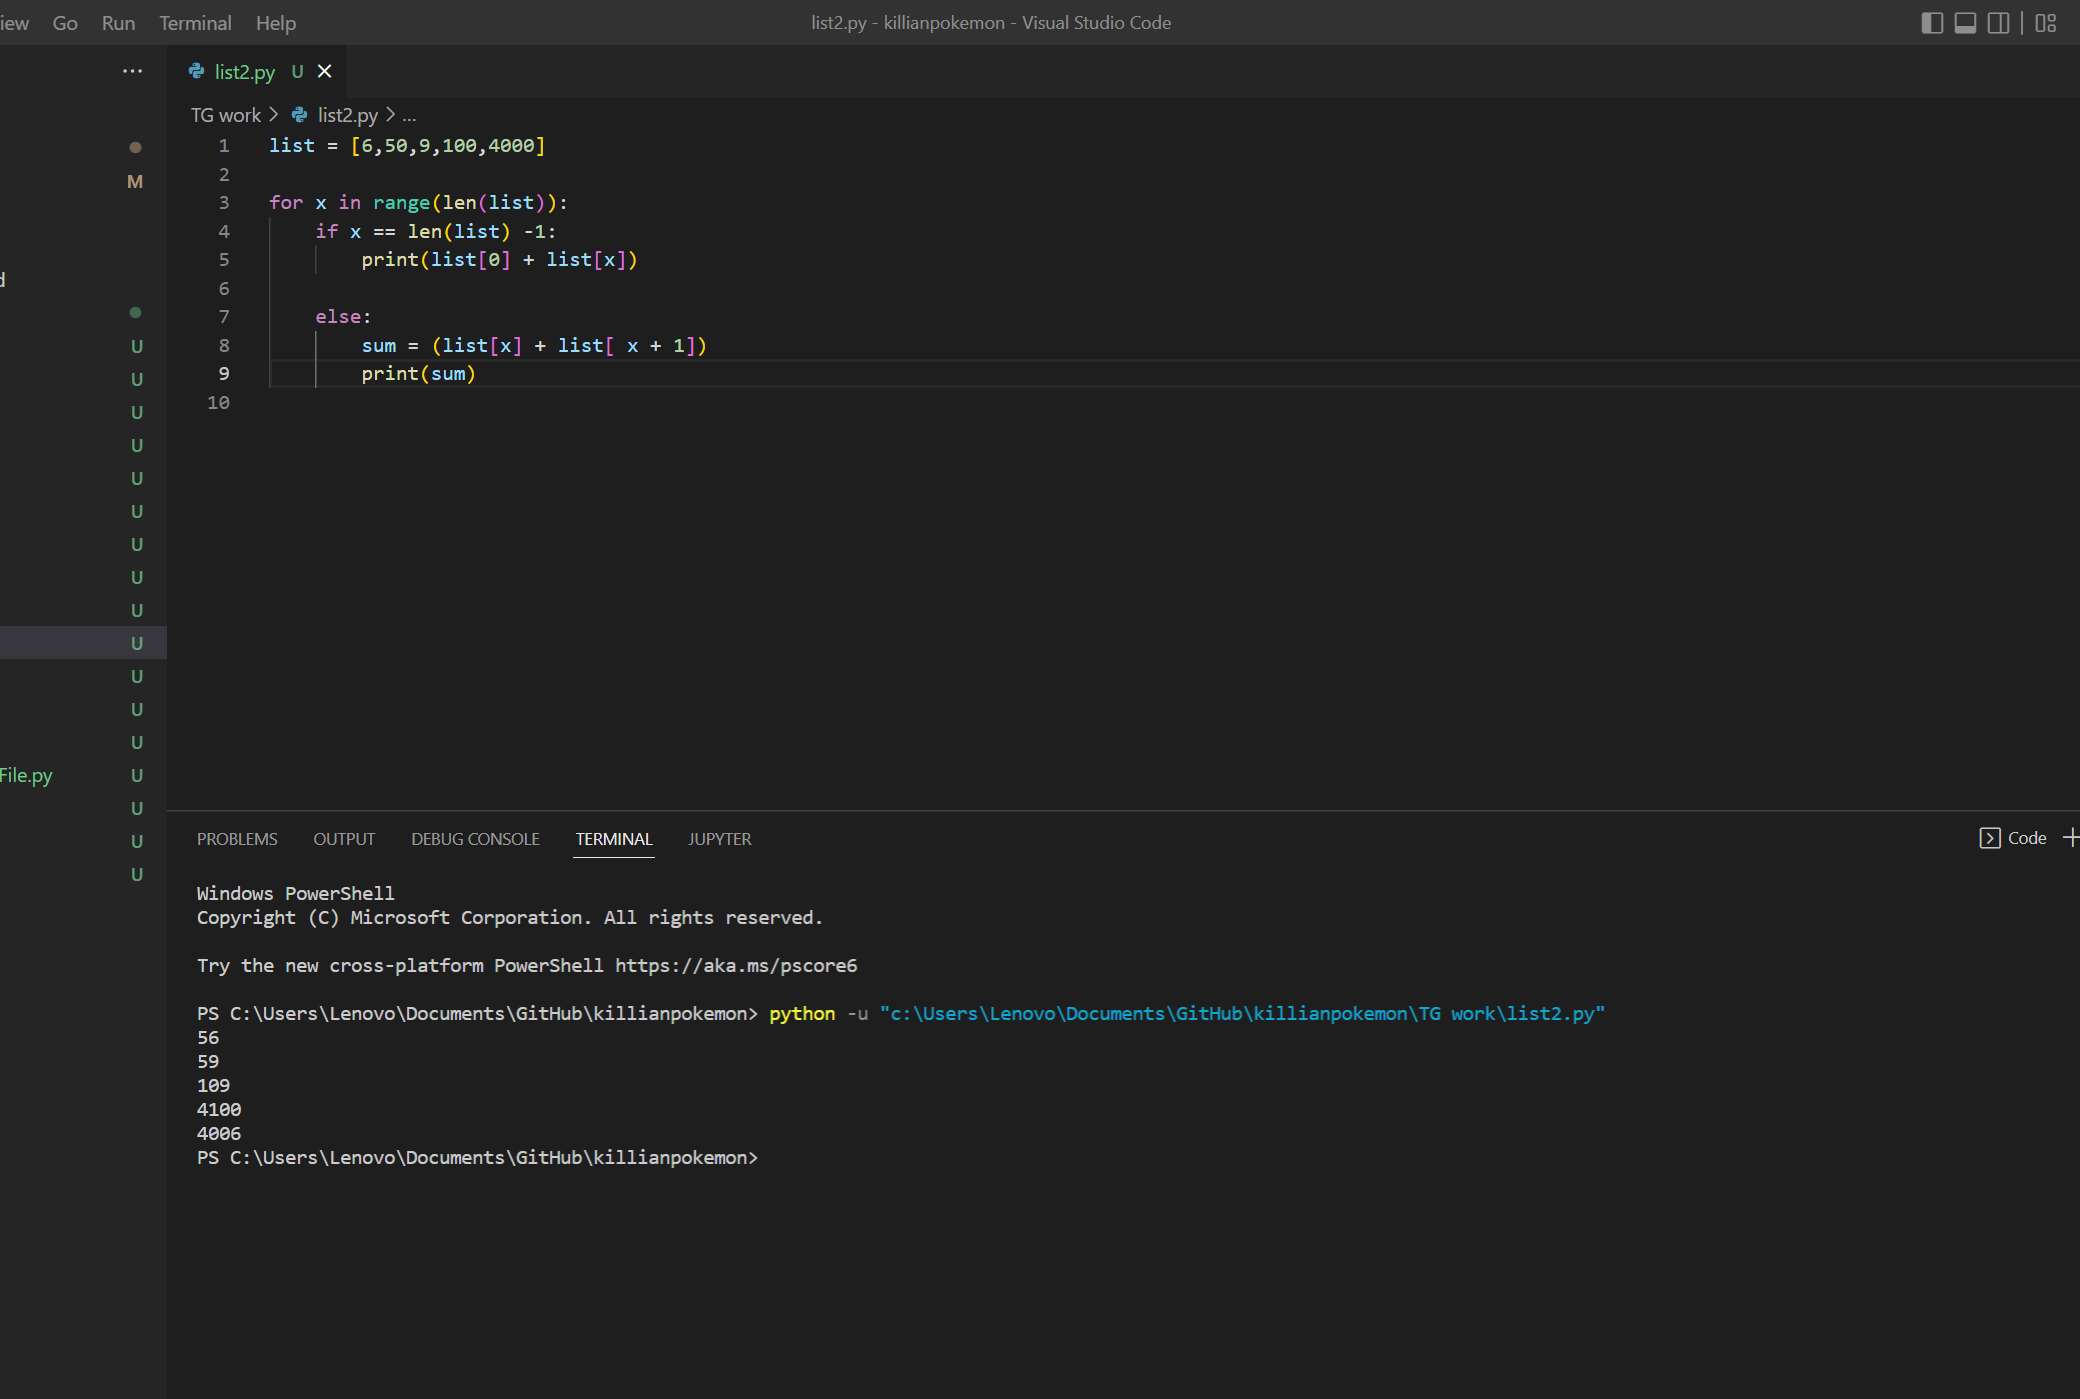 iew Go Run Terminal Help
list2.py - killianpokemon - Visual Studio Code
list2.py U
TG work > list2.py > ...
M
d
U
U
U
U
U
U
U
U
U
U
U
U
U
File.py U
U
U
U
1 list = [6,50,9,100,4000]
2
3 for x in range(len(list)):
4     if x == len(list) -1:
5         print(list[0] + list[x])
6
7     else:
8         sum = (list[x] + list[ x + 1])
9         print(sum)
10
PROBLEMS OUTPUT DEBUG CONSOLE TERMINAL JUPYTER
Code
Windows PowerShell
Copyright (C) Microsoft Corporation. All rights reserved.
Try the new cross-platform PowerShell https://aka.ms/pscore6
PS C:\Users\Lenovo\Documents\GitHub\killianpokemon> python -u "c:\Users\Lenovo\Documents\GitHub\killianpokemon\TG work\list2.py"
56
59
109
4100
4006
PS C:\Users\Lenovo\Documents\GitHub\killianpokemon>